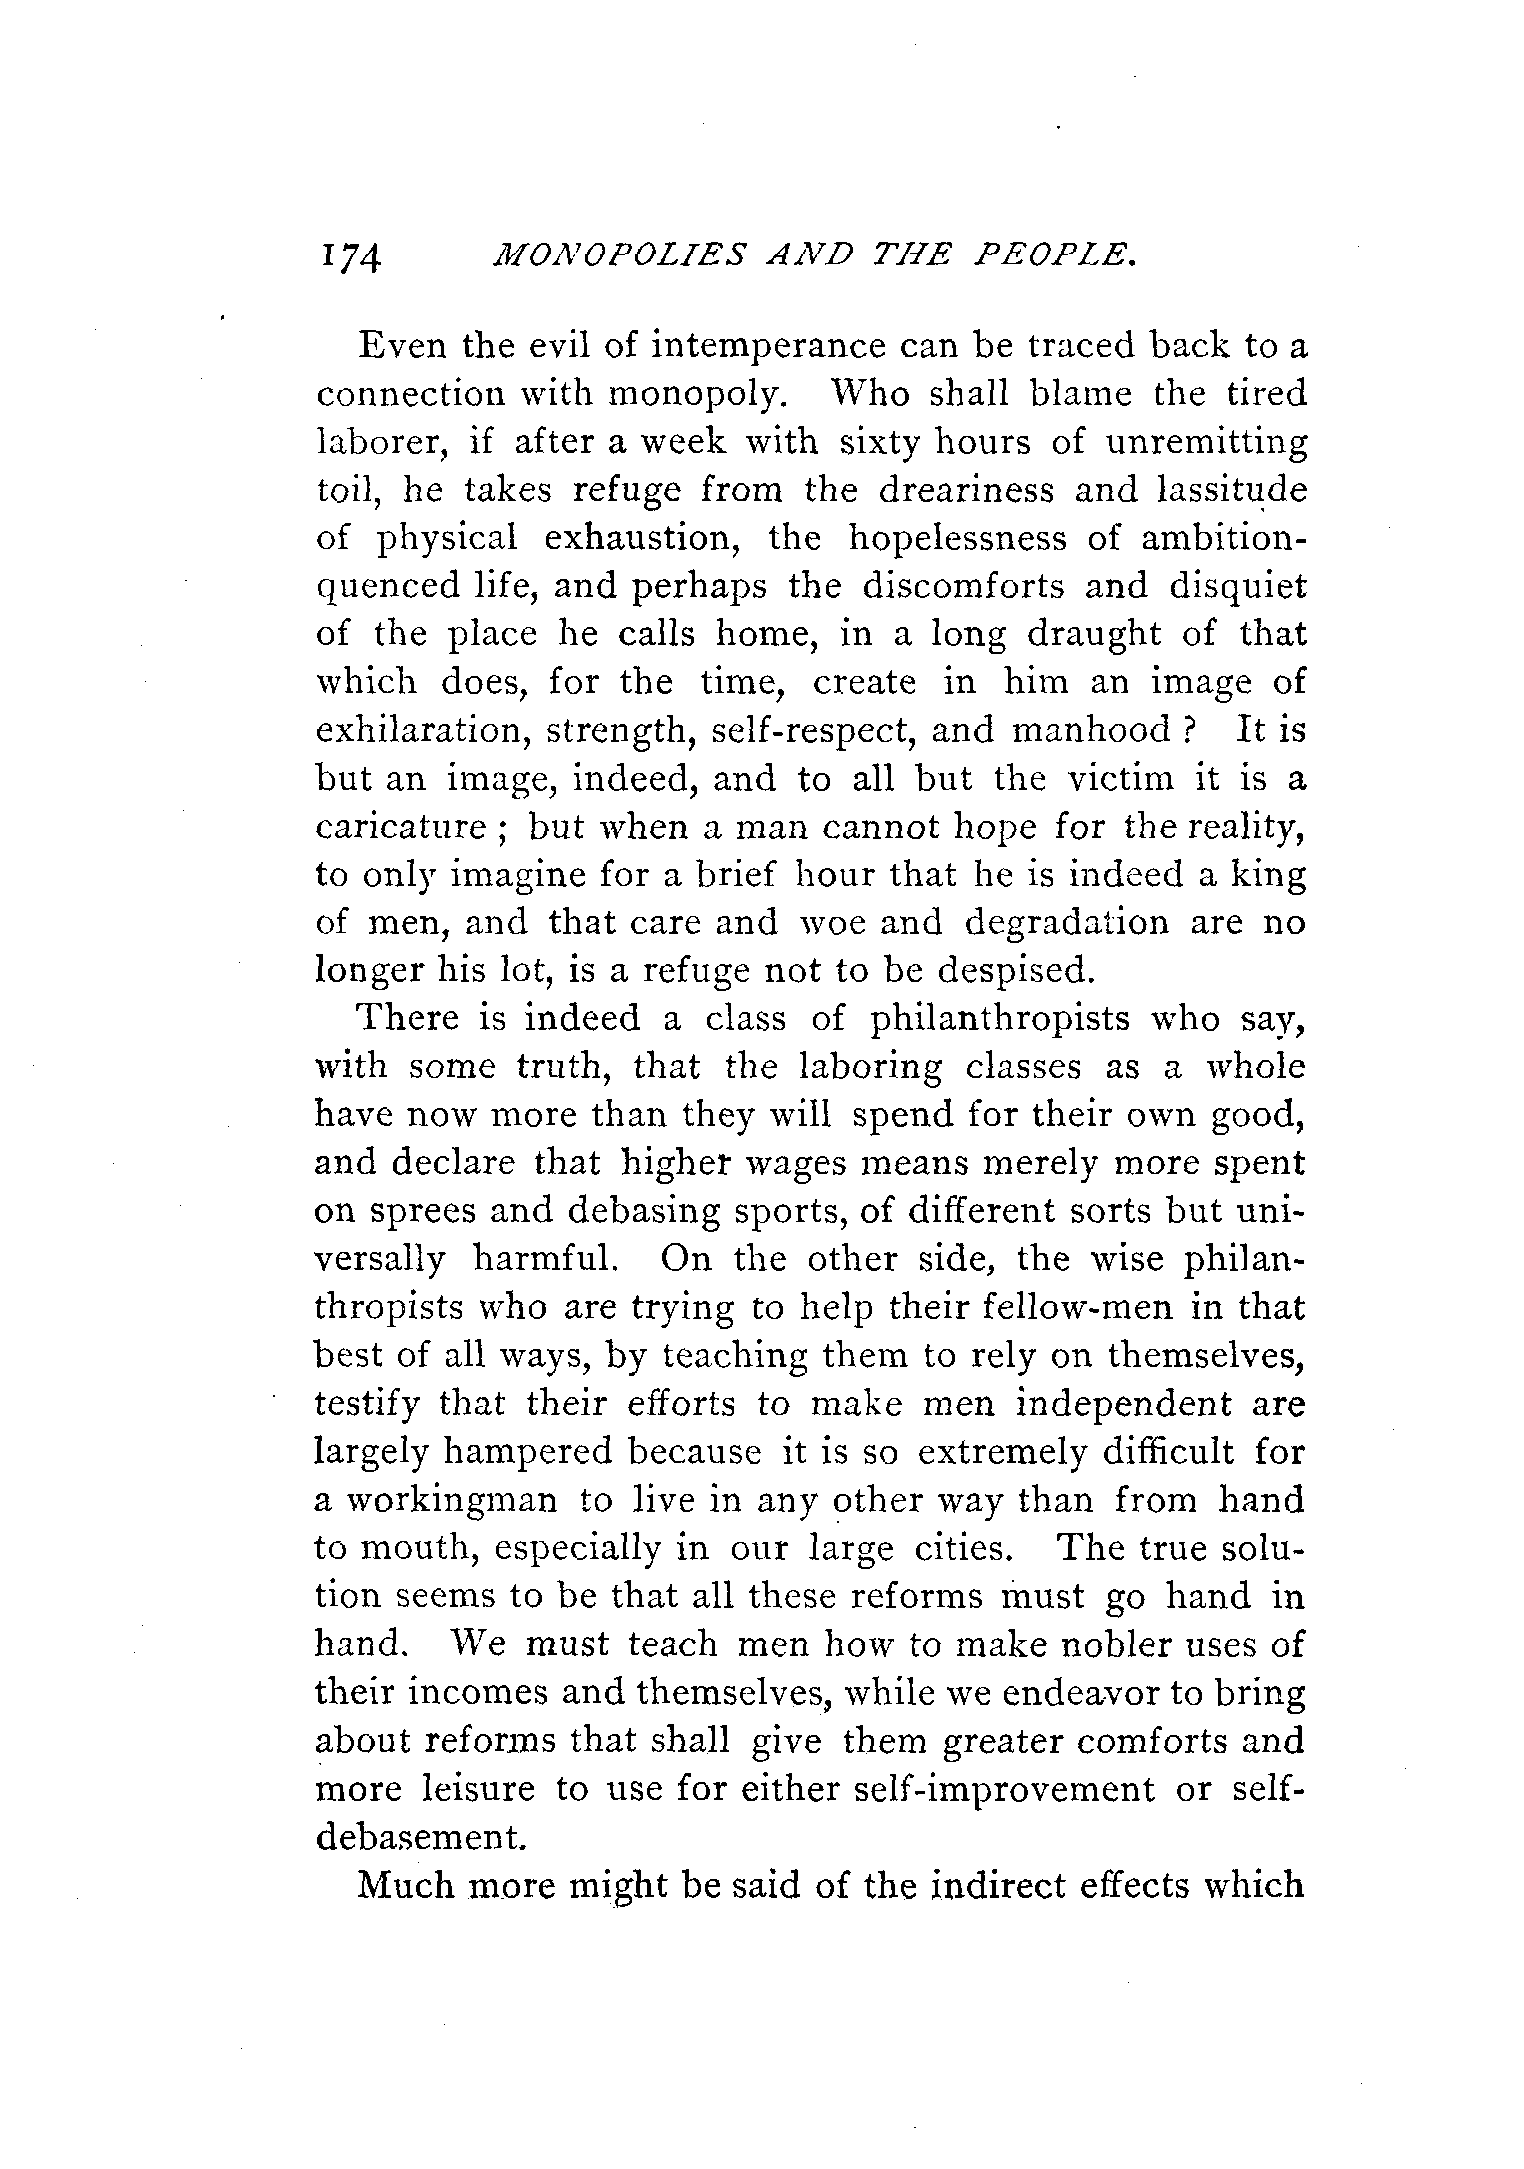 174 MONOPOLIES AND THE PEOPLE.
Even the evil of intemperance can be traced back to a
connection with monopoly. Who shall blame the tired
laborer, if after a week with sixty hours of unremitting
toil, he takes refuge from the dreariness and lassitude
of physical exhaustion, the hopelessness of ambition-
quenced life, and perhaps the discomforts and disquiet
of the place he calls home, in a long draught of that
which does, for the time, create in him an image of
exhilaration, strength, self-respect, and manhood ? It is
but an image, indeed, and to all but the victim it is a
caricature ; but when a man cannot hope for the reality,
to only imagine for a brief hour that he is indeed a king
of men, and that care and woe and degradation are no
longer his lot, is a refuge not to be despised.
There is indeed a class of philanthropists who say,
with some truth, that the laboring classes as a whole
have now more than they will spend for their own good,
and declare that higher wages means merely more spent
on sprees and debasing sports, of different sorts but uni-
versally harmful. On the other side, the wise philan-
thropists who are trying to help their fellow-men in that
best of all ways, by teaching them to rely on themselves,
testify that their efforts to make men independent are
largely hampered because it is so extremely difficult for
a workingman to live in any other way than from hand
to mouth, especially in our large cities. The true solu-
tion seems to be that all these reforms must go hand in
hand. We must teach men how to make nobler uses of
their incomes and themselves, while we endeavor to bring
about reforms that shall give them greater comforts and
more leisure to use for either self-improvement or self-
debasement.
Much more might be said of the indirect effects which